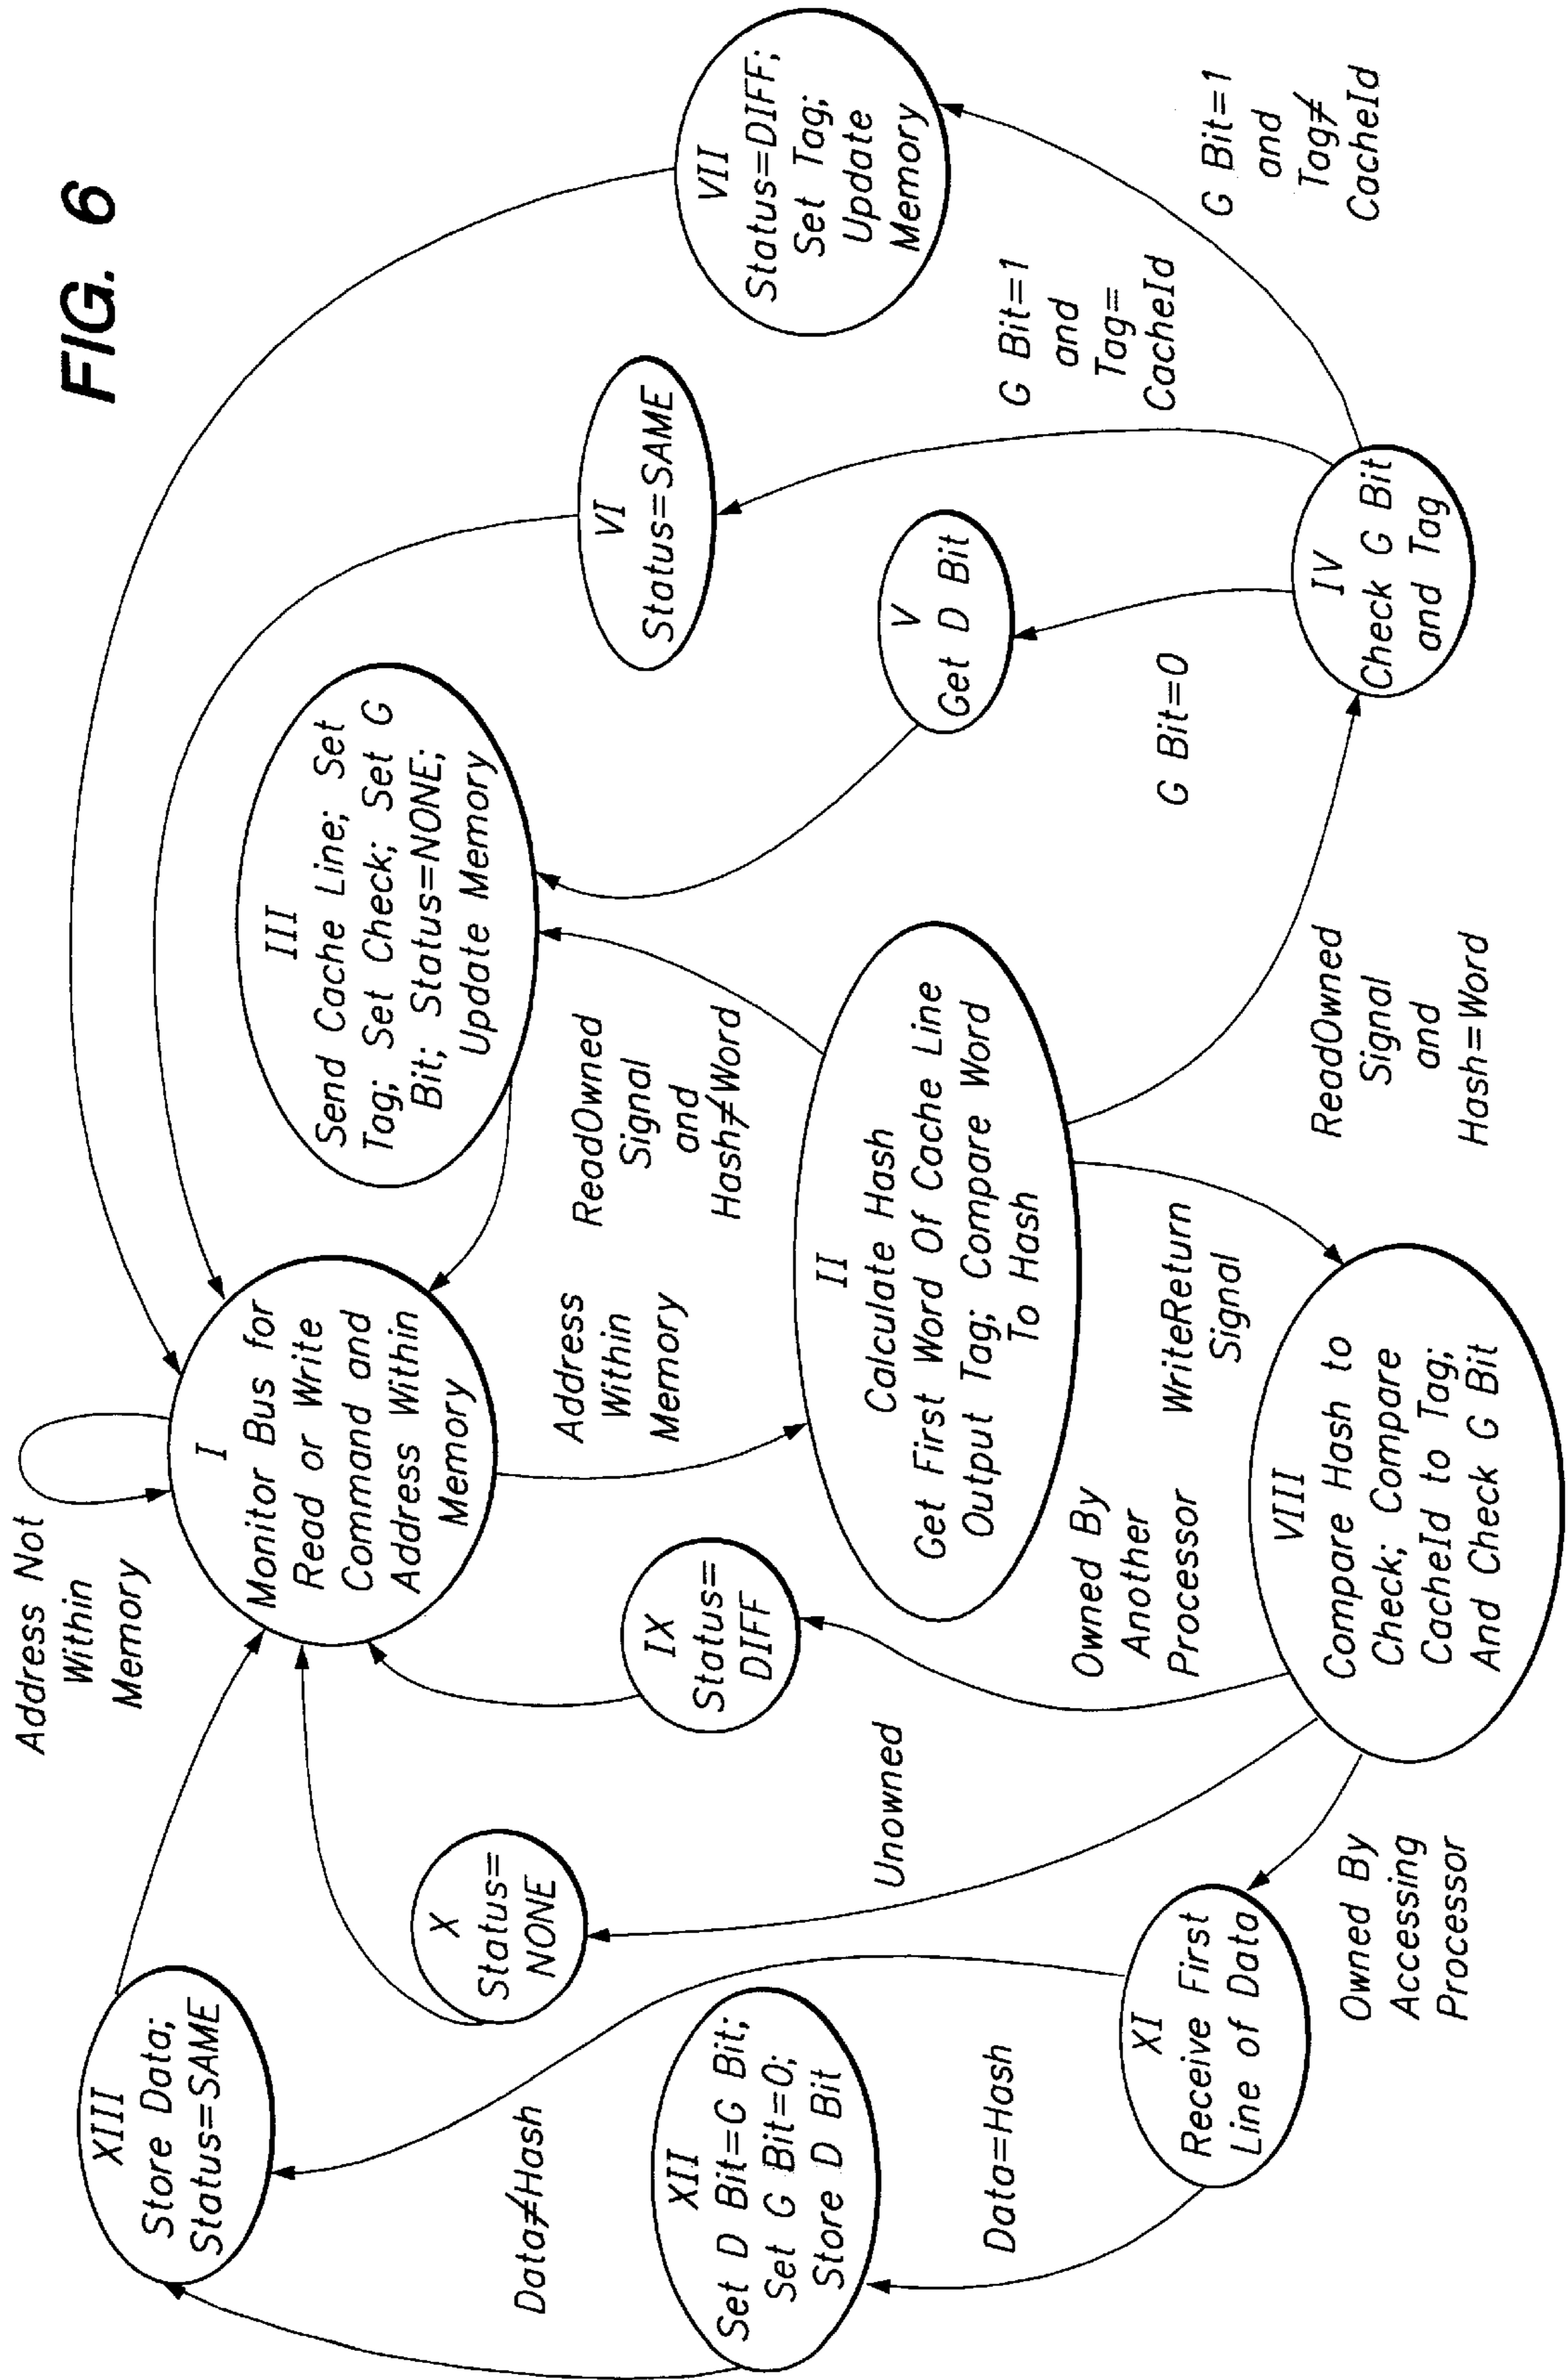 FIG. 6
Address Not
Within
Memory
I
Monitor Bus for
Read or Write
Command and
Address Within
Memory
XIII
Store Data;
Status=SAME
X
Status=
NONE
IX
Status=
DIFF
III
Send Cache Line; Set
Tag; Set Check; Set G
Bit; Status=NONE;
Update Memory
VI
Status=SAME
VII
Status=DIFF;
Set Tag;
Update
Memory
Address
Within
Memory
ReadOwned
Signal
and
Hash≠Word
Data≠Hash
XII
Set D Bit=G Bit;
Set G Bit=0;
Store D Bit
Unowned
II
Calculate Hash
Get First Word Of Cache Line
Output Tag; Compare Word
To Hash
V
Get D Bit
G Bit=1
and
Tag=
CacheId
G Bit=1
and
Tag≠
CacheId
Data=Hash
XI
Receive First
Line of Data
Owned By
Another
Processor
WriteReturn
Signal
G Bit=0
Owned By
Accessing
Processor
VIII
Compare Hash to
Check; Compare
CacheId to Tag;
And Check G Bit
ReadOwned
Signal
and
Hash=Word
IV
Check G Bit
and Tag